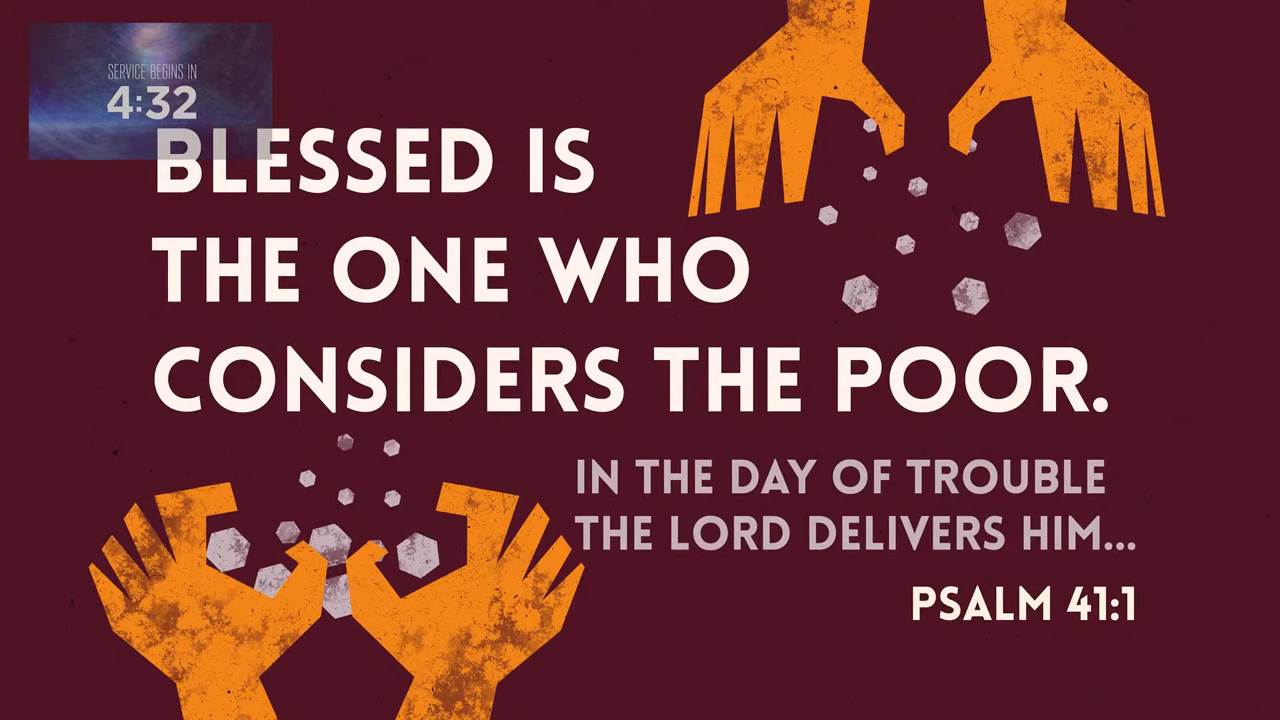 SERVICE BEGINS IN
4:32
BLESSED IS
THE ONE WHO
CONSIDERS THE POOR.
IN THE DAY OF TROUBLE
THE LORD DELIVERS HIM...
PSALM 41:1